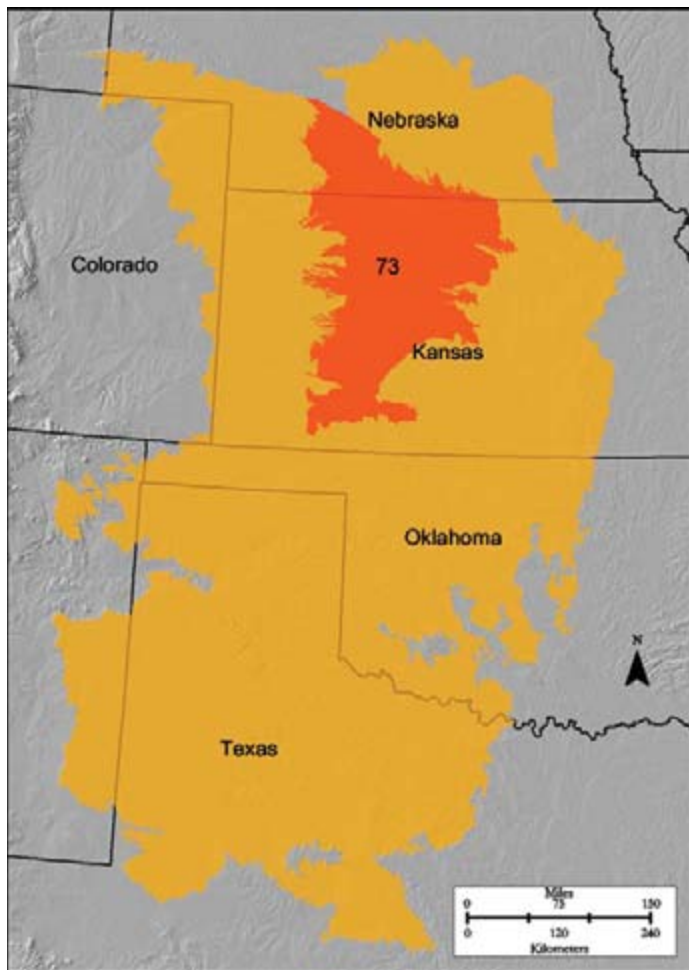 Nebraska
Colorado
73
Kansas
Oklahoma
N
Texas
Miles
0 75 150
0 120 240
Kilometers